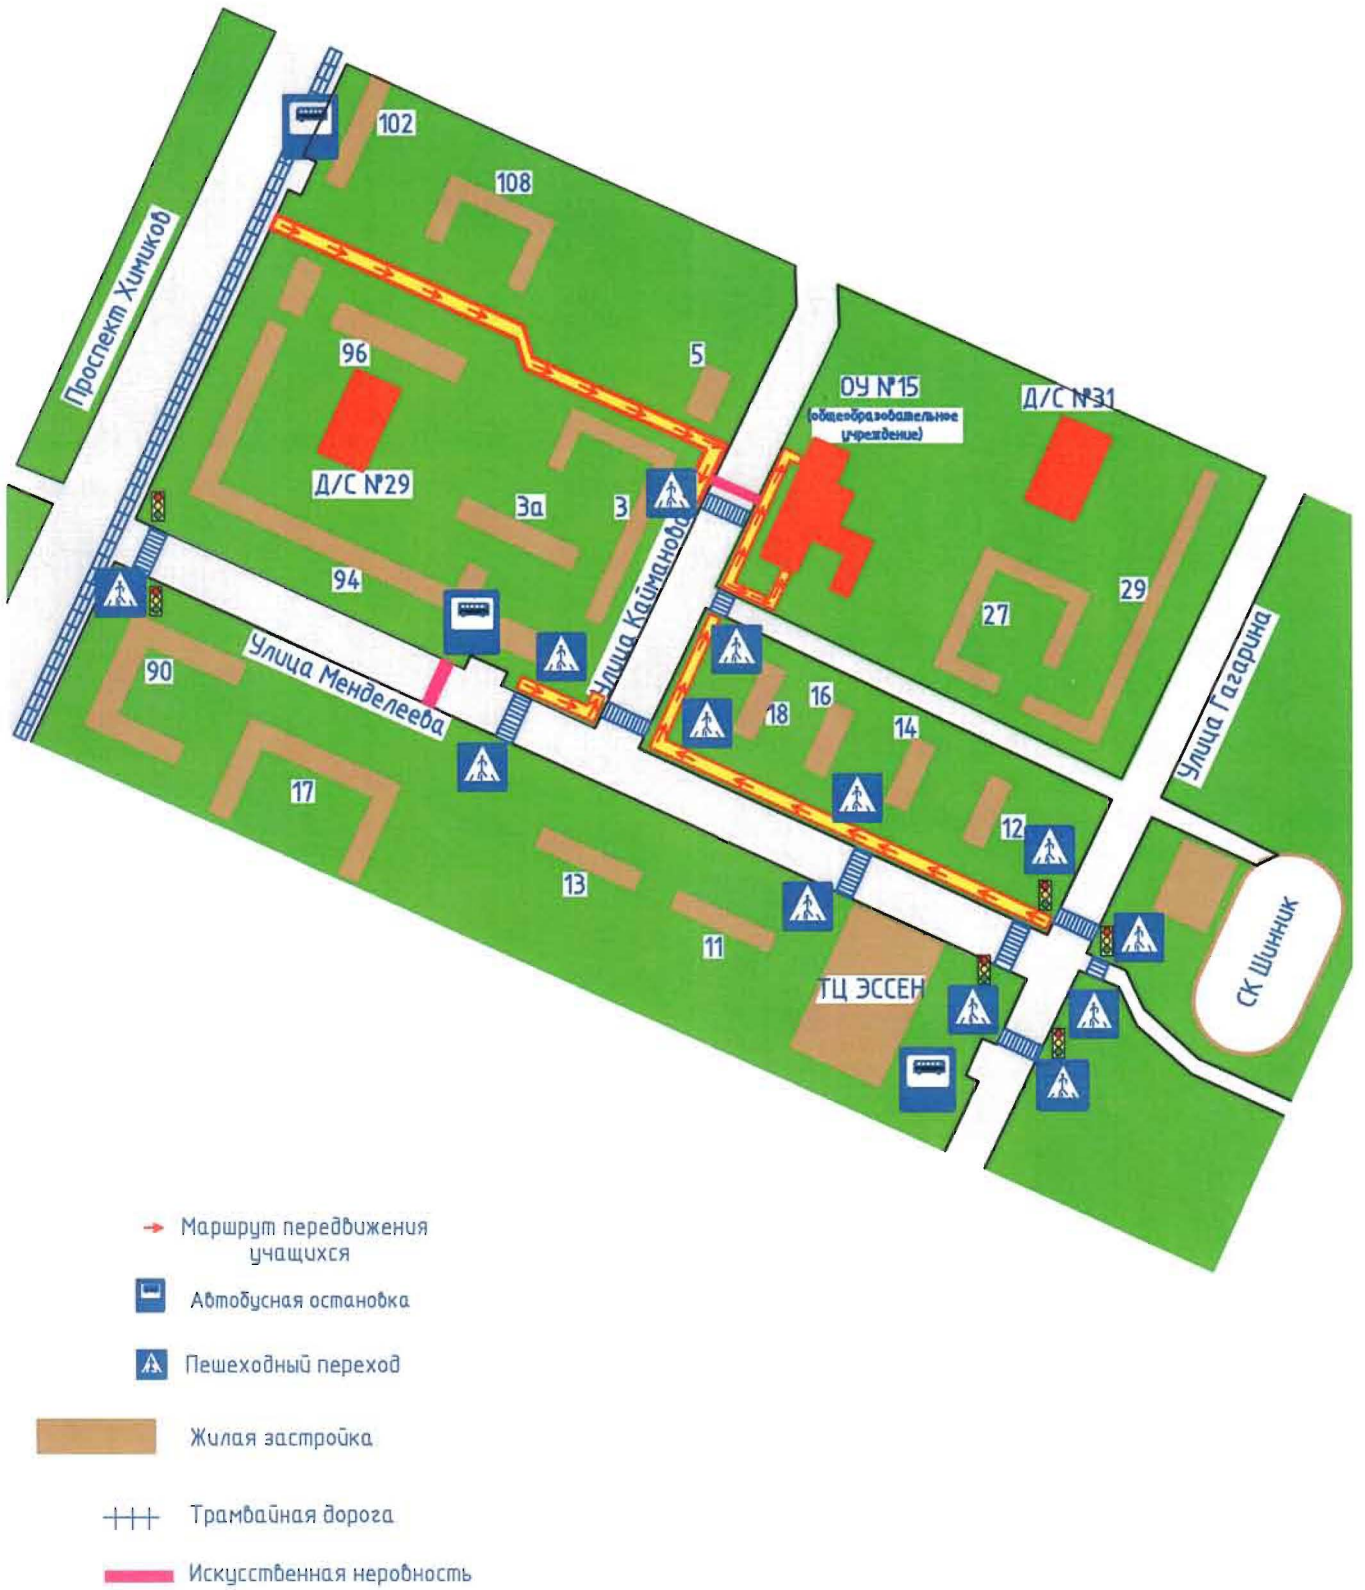 102
108
Проспект Химиков
96
5
ОУ №15
(общеобразовательное
учреждение)
Д/С №31
Д/С №29
3а
3
94
Улица Кайманова
27
29
90
Улица Менделеева
18
16
14
Улица Гагарина
17
12
13
11
ТЦ ЭССЕН
СК Шинник
Маршрут передвижения
учащихся
Автобусная остановка
Пешеходный переход
Жилая застройка
Трамвайная дорога
Искусственная неровность